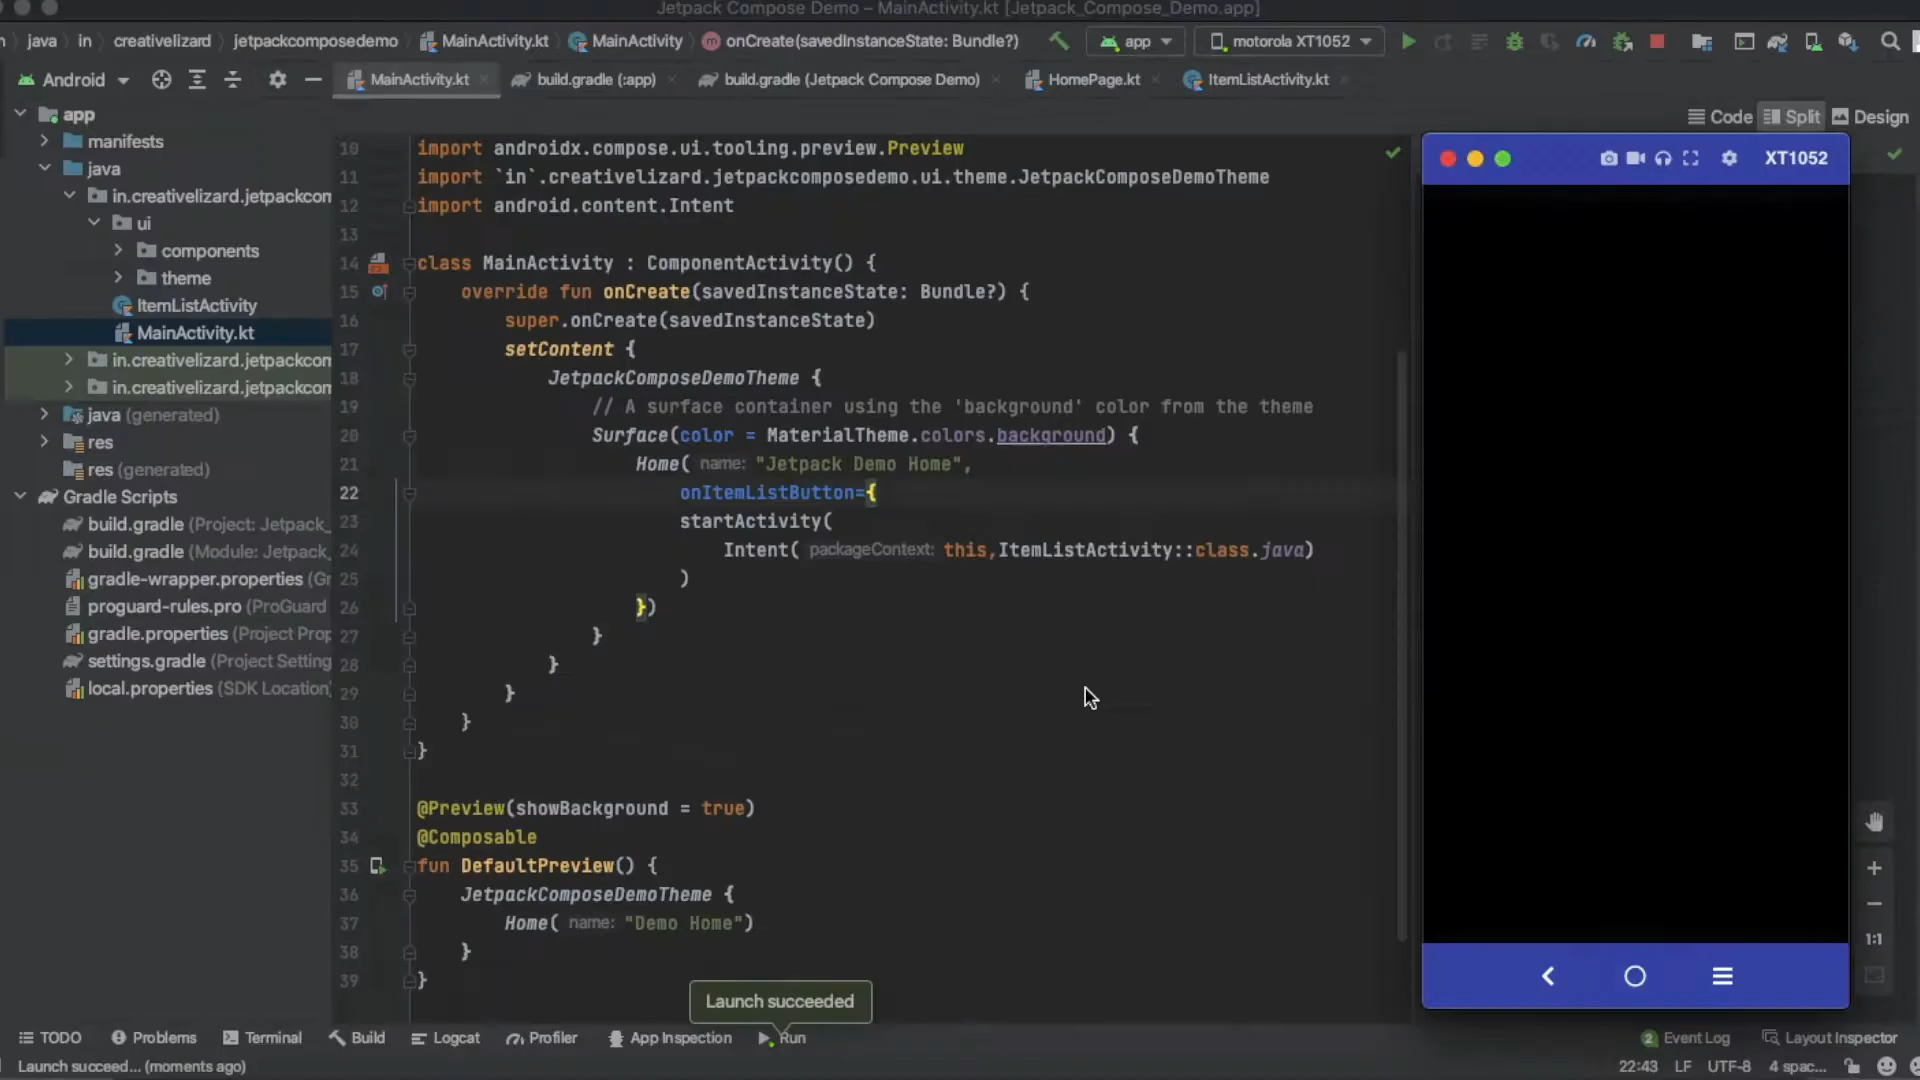 Jetpack Compose Demo – MainActivity.kt [Jetpack_Compose_Demo.app]
java in creativelizard jetpackcomposedemo MainActivity.kt MainActivity onCreate(savedInstanceState: Bundle?) app motorola XT1052
Android MainActivity.kt build.gradle (:app) build.gradle (Jetpack Compose Demo) HomePage.kt ItemListActivity.kt
Code Split Design
app
manifests
java
in.creativelizard.jetpackcom
ui
components
theme
ItemListActivity
MainActivity.kt
in.creativelizard.jetpackcom
in.creativelizard.jetpackcom
java (generated)
res
res (generated)
Gradle Scripts
build.gradle (Project: Jetpack_
build.gradle (Module: Jetpack_
gradle-wrapper.properties (Gr
proguard-rules.pro (ProGuard
gradle.properties (Project Prop
settings.gradle (Project Setting
local.properties (SDK Location)
10 import androidx.compose.ui.tooling.preview.Preview
11 import `in`.creativelizard.jetpackcomposedemo.ui.theme.JetpackComposeDemoTheme
12 import android.content.Intent
13
14 class MainActivity : ComponentActivity() {
15 override fun onCreate(savedInstanceState: Bundle?) {
16 super.onCreate(savedInstanceState)
17 setContent {
18 JetpackComposeDemoTheme {
19 // A surface container using the 'background' color from the theme
20 Surface(color = MaterialTheme.colors.background) {
21 Home( name: "Jetpack Demo Home",
22 onItemListButton={
23 startActivity(
24 Intent( packageContext: this,ItemListActivity::class.java)
25 )
26 })
27 }
28 }
29 }
30 }
31 }
32
33 @Preview(showBackground = true)
34 @Composable
35 fun DefaultPreview() {
36 JetpackComposeDemoTheme {
37 Home( name: "Demo Home")
38 }
39 }
XT1052
1:1
Launch succeeded
TODO Problems Terminal Build Logcat Profiler App Inspection Run 2 Event Log Layout Inspector
Launch succeed... (moments ago) 22:43 LF UTF-8 4 spac...